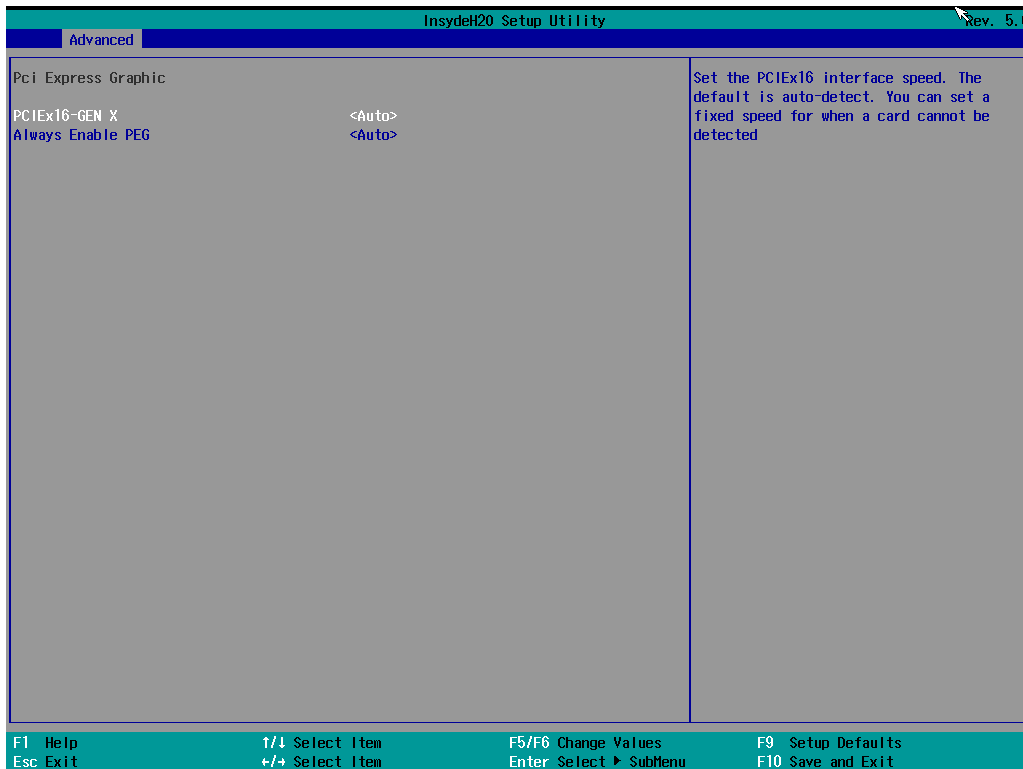 InsydeH20 Setup Utility Rev. 5.
Advanced
Pci Express Graphic
PCIEx16-GEN X <Auto>
Always Enable PEG <Auto>
Set the PCIEx16 interface speed. The
default is auto-detect. You can set a
fixed speed for when a card cannot be
detected
F1 Help ↑/↓ Select Item F5/F6 Change Values F9 Setup Defaults
Esc Exit ←/→ Select Item Enter Select ▶ SubMenu F10 Save and Exit